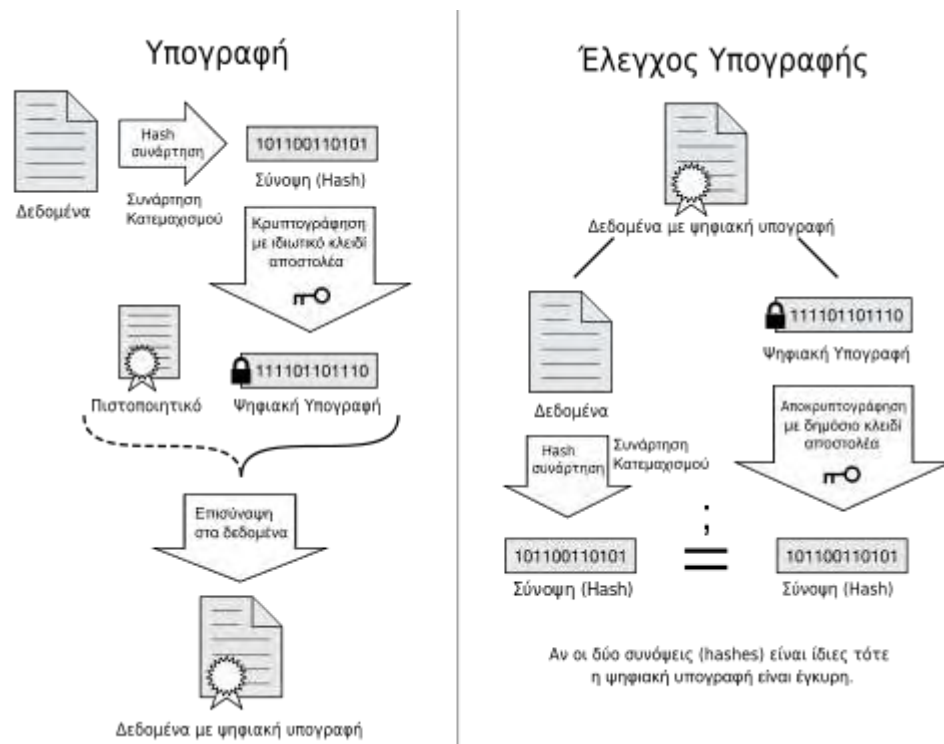 Υπογραφή
Hash
συνάρτηση
101100110101
Σύνοψη (Hash)
Δεδομένα
Συνάρτηση
Κατεμαχισμού
Κρυπτογράφηση
με ιδιωτικό κλειδί
αποστολέα
Πιστοποιητικό
111101101110
Ψηφιακή Υπογραφή
Επισύναψη
στα δεδομένα
Δεδομένα με ψηφιακή υπογραφή
Έλεγχος Υπογραφής
Δεδομένα με ψηφιακή υπογραφή
Δεδομένα
111101101110
Ψηφιακή Υπογραφή
Hash
συνάρτηση
Συνάρτηση
Κατεμαχισμού
Αποκρυπτογράφηση
με δημόσιο κλειδί
αποστολέα
101100110101
Σύνοψη (Hash)
;
=
101100110101
Σύνοψη (Hash)
Αν οι δύο συνόψεις (hashes) είναι ίδιες τότε
η ψηφιακή υπογραφή είναι έγκυρη.